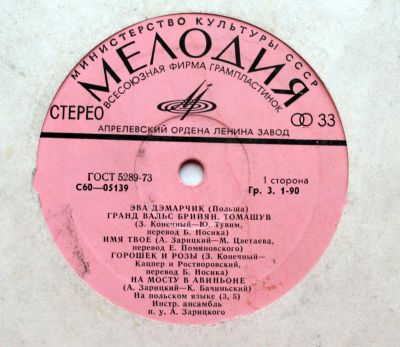 МИНИСТЕРСТВО КУЛЬТУРЫ СССР
МЕЛОДИЯ
ВСЕСОЮЗНАЯ ФИРМА ГРАМПЛАСТИНОК
СТЕРЕО
33
АПРЕЛЕВСКИЙ ОРДЕНА ЛЕНИНА ЗАВОД
ГОСТ 5289-73
С60—05139
1 сторона
Гр. 3. 1-90
ЭВА ДЭМАРЧИК (Польша)
ГРАНД ВАЛЬС БРИЙЯН. ТОМАШУВ
(З. Конечный—Ю. Тувим,
перевод Б. Носика)
ИМЯ ТВОЕ (А. Зарицкий—М. Цветаева,
перевод Е. Помяновского)
ГОРОШЕК И РОЗЫ (З. Конечный—
Кацпер и Ростворовский,
перевод Б. Носика)
НА МОСТУ В АВИНЬОНЕ
(А. Зарицкий—К. Бачиньский)
На польском языке (3, 5)
Инстр. ансамбль
п. у. А. Зарицкого